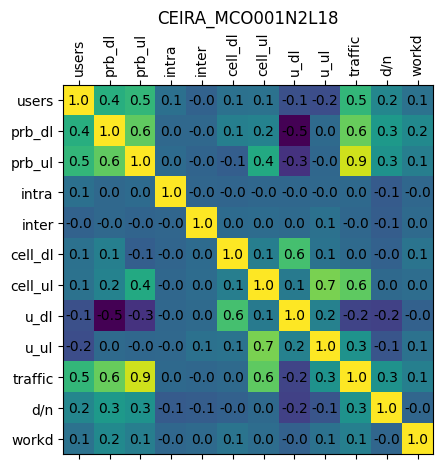 CEIRA_MCO001N2L18
users prb_dl prb_ul intra inter cell_dl cell_ul u_dl u_ul traffic d/n workd
users 1.0 0.4 0.5 0.1 -0.0 0.1 0.1 -0.1 -0.2 0.5 0.2 0.1
prb_dl 0.4 1.0 0.6 0.0 -0.0 0.1 0.2 -0.5 0.0 0.6 0.3 0.2
prb_ul 0.5 0.6 1.0 0.0 -0.0 -0.1 0.4 -0.3 -0.0 0.9 0.3 0.1
intra 0.1 0.0 0.0 1.0 -0.0 -0.0 -0.0 -0.0 -0.0 0.0 -0.1 -0.0
inter -0.0 -0.0 -0.0 -0.0 1.0 0.0 0.0 0.0 0.1 -0.0 -0.1 0.0
cell_dl 0.1 0.1 -0.1 -0.0 0.0 1.0 0.1 0.6 0.1 0.0 -0.0 0.1
cell_ul 0.1 0.2 0.4 -0.0 0.0 0.1 1.0 0.1 0.7 0.6 0.0 0.0
u_dl -0.1 -0.5 -0.3 -0.0 0.0 0.6 0.1 1.0 0.2 -0.2 -0.2 -0.0
u_ul -0.2 0.0 -0.0 -0.0 0.1 0.1 0.7 0.2 1.0 0.3 -0.1 0.1
traffic 0.5 0.6 0.9 0.0 -0.0 0.0 0.6 -0.2 0.3 1.0 0.3 0.1
d/n 0.2 0.3 0.3 -0.1 -0.1 -0.0 0.0 -0.2 -0.1 0.3 1.0 -0.0
workd 0.1 0.2 0.1 -0.0 0.0 0.1 0.0 -0.0 0.1 0.1 -0.0 1.0